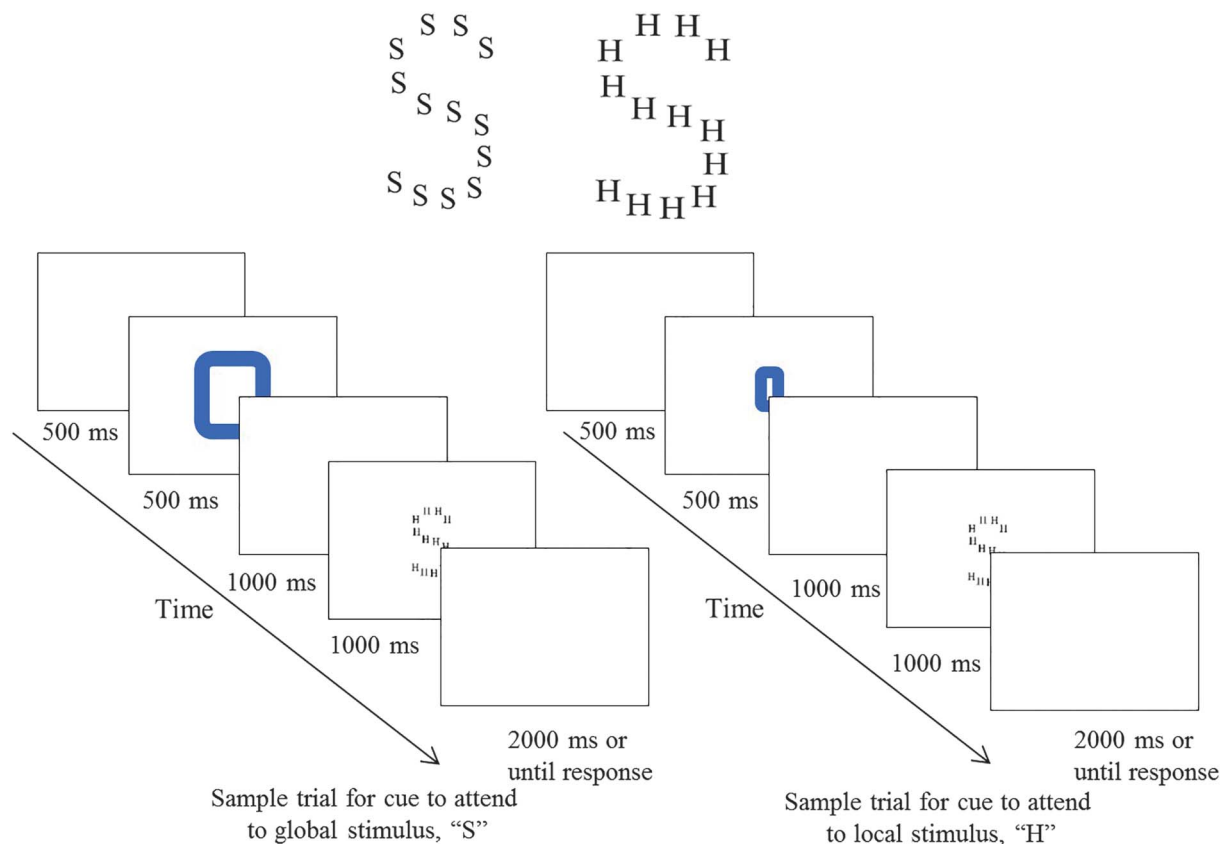 S S S S H H H H
S H
S S S S H H H
S H
S S S S H H H H
500 ms
500 ms
1000 ms
H H H H
H H H H
H H H
1000 ms
Time
2000 ms or
until response
Sample trial for cue to attend
to global stimulus, “S”
500 ms
500 ms
1000 ms
H H H H
H H H H
H H H
1000 ms
Time
2000 ms or
until response
Sample trial for cue to attend
to local stimulus, “H”